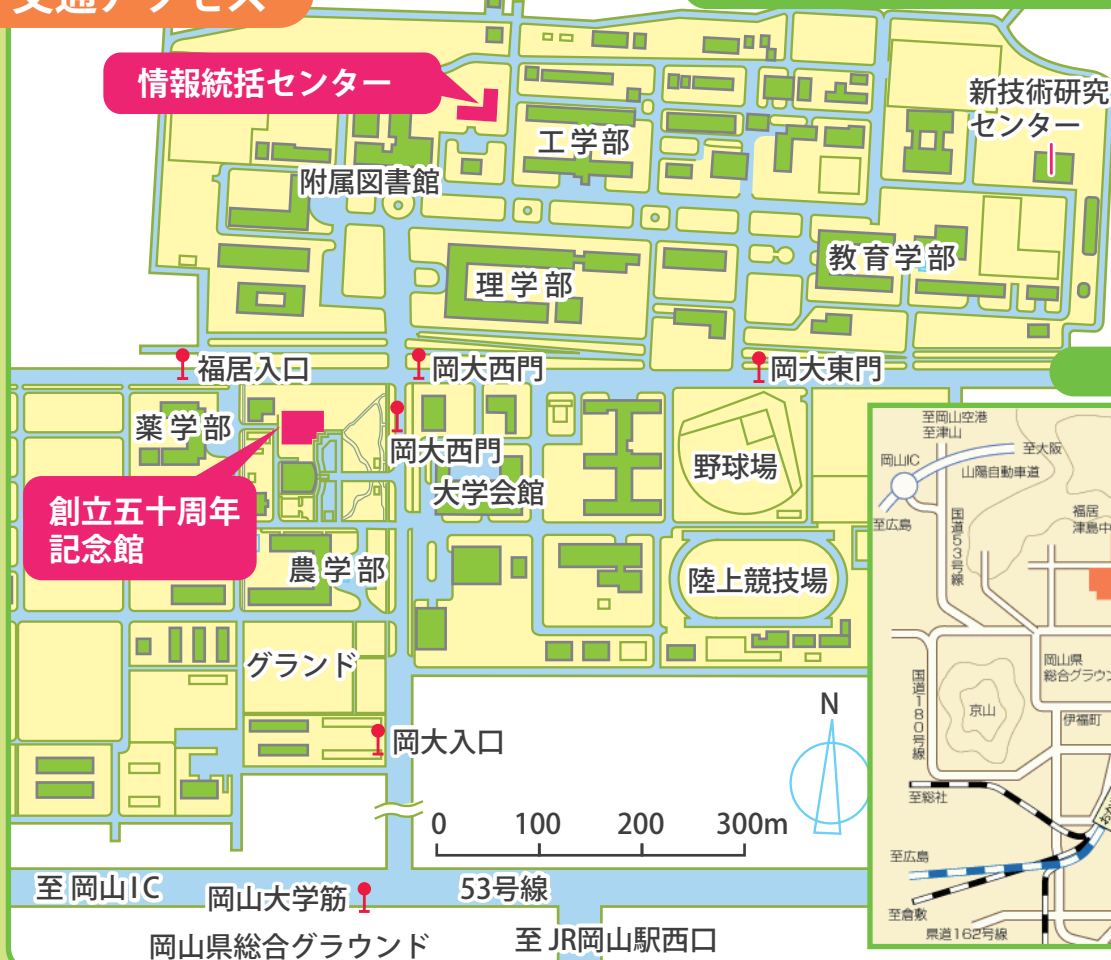 交通アクセス
情報統括センター
新技術研究
センター
工学部
附属図書館
教育学部
理学部
福居入口
岡大西門
岡大東門
薬学部
岡大西門
大学会館
野球場
創立五十周年
記念館
農学部
陸上競技場
グランド
岡大入口
N
0
100
200
300m
至 岡山IC
岡山大学筋
53号線
岡山県総合グラウンド
至 JR岡山駅西口
至岡山空港
至津山
岡山IC
至大阪
山陽自動車道
至広島
国道53号線
福居
津島中
岡山県
総合グラウン
国道180号線
京山
伊福町
至総社
至広島
至倉敷
県道162号線